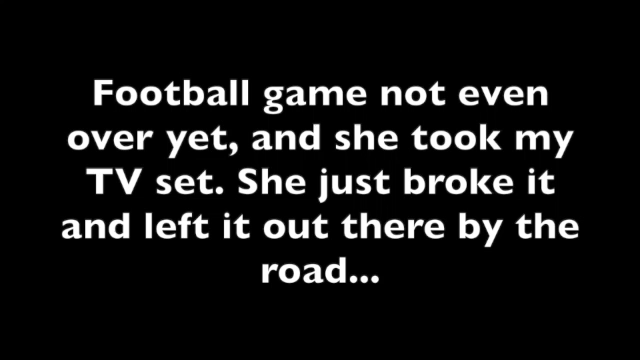 Football game not even
over yet, and she took my
TV set. She just broke it
and left it out there by the
road...